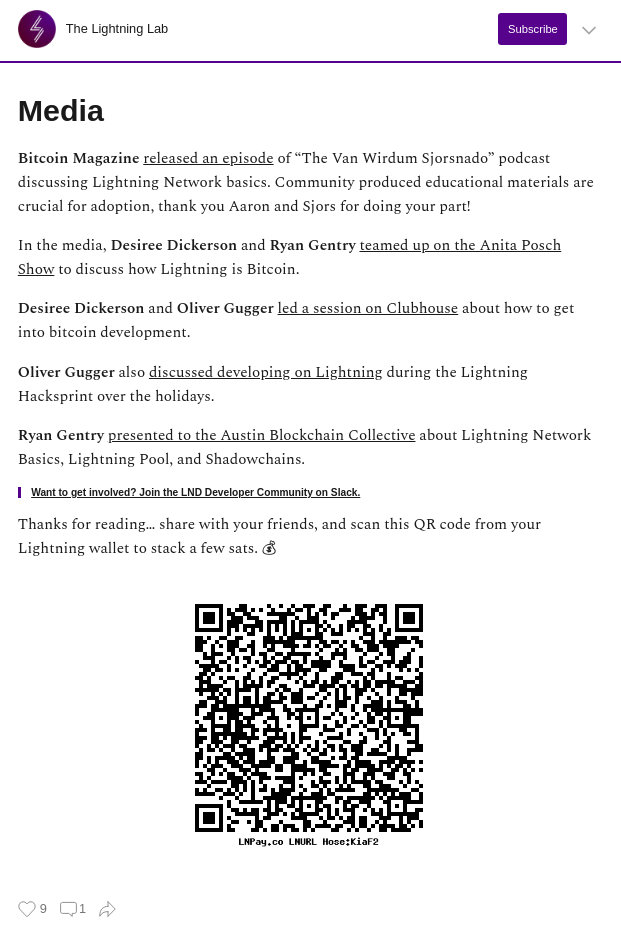 The Lightning Lab
Subscribe
Media
Bitcoin Magazine released an episode of “The Van Wirdum Sjorsnado” podcast
discussing Lightning Network basics. Community produced educational materials are
crucial for adoption, thank you Aaron and Sjors for doing your part!
In the media, Desiree Dickerson and Ryan Gentry teamed up on the Anita Posch
Show to discuss how Lightning is Bitcoin.
Desiree Dickerson and Oliver Gugger led a session on Clubhouse about how to get
into bitcoin development.
Oliver Gugger also discussed developing on Lightning during the Lightning
Hacksprint over the holidays.
Ryan Gentry presented to the Austin Blockchain Collective about Lightning Network
Basics, Lightning Pool, and Shadowchains.
Want to get involved? Join the LND Developer Community on Slack.
Thanks for reading… share with your friends, and scan this QR code from your
Lightning wallet to stack a few sats. 💰
LNPay.co LNURL Hose:KiaF2
9 1